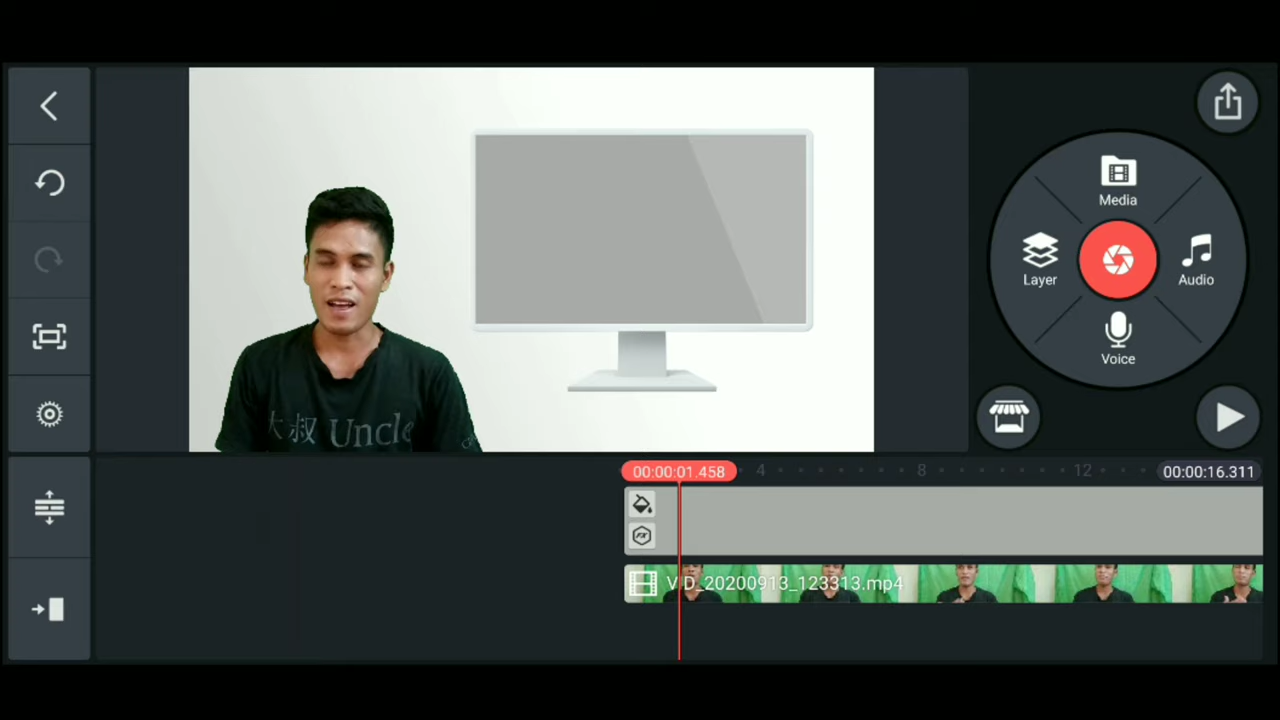 Media
Layer
Audio
Voice
大叔 Uncle
00:00:01.458
4
8
12
00:00:16.311
VID_20200913_123313.mp4